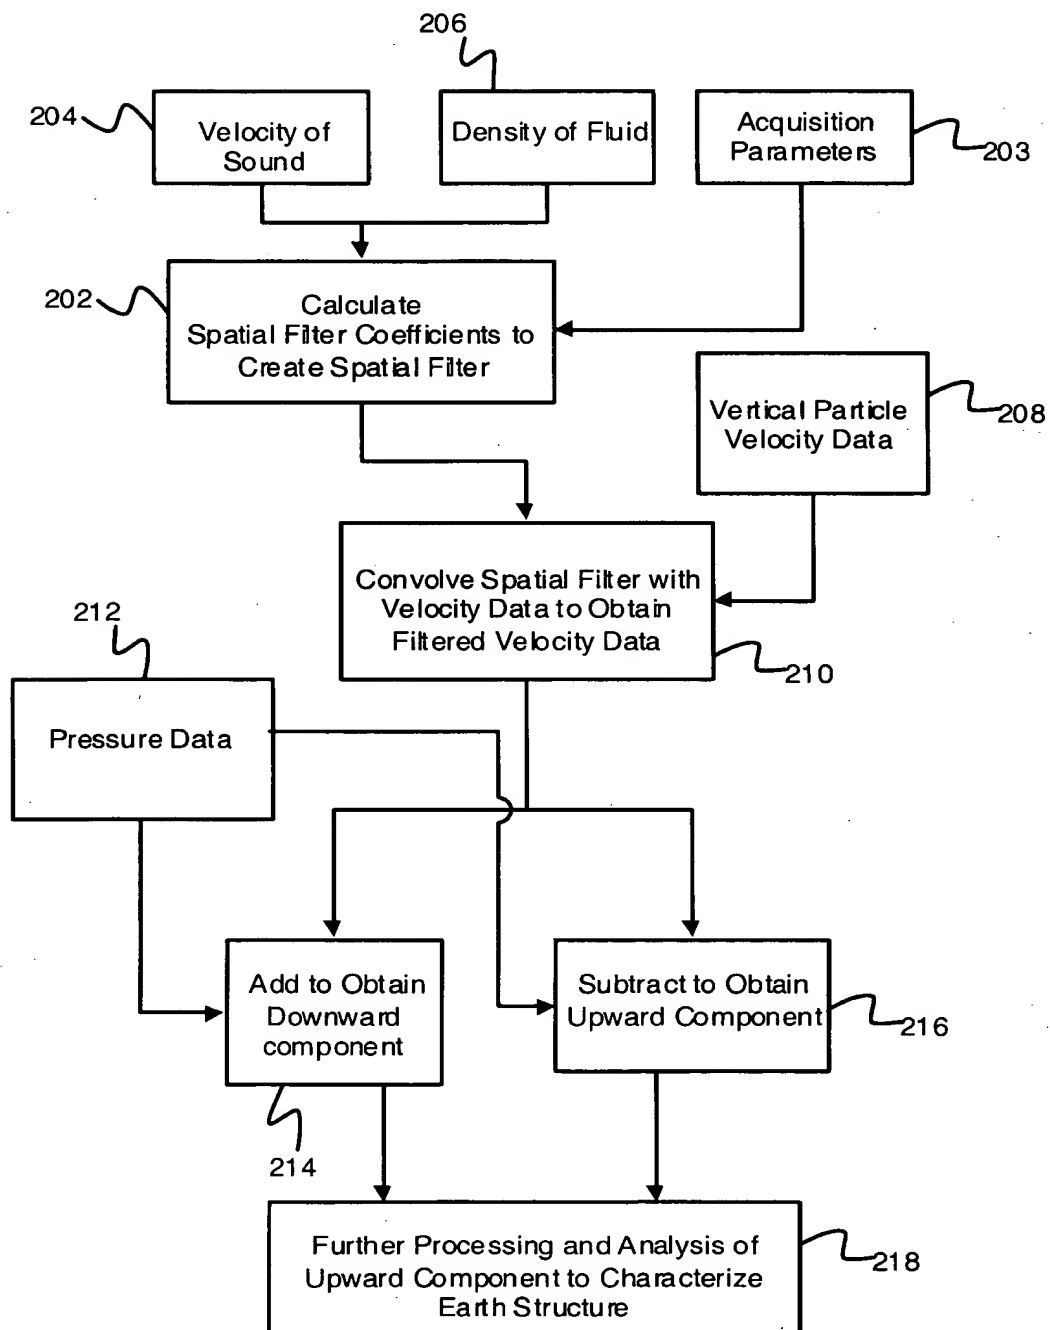 206
204
Velocity of
Sound
Density of Fluid
Acquisition
Parameters
203
202
Calculate
Spatial Filter Coefficients to
Create Spatial Filter
Vertical Particle
Velocity Data
208
Convolve Spatial Filter with
Velocity Data to Obtain
Filtered Velocity Data
210
212
Pressure Data
Add to Obtain
Downward
component
214
Subtract to Obtain
Upward Component
216
Further Processing and Analysis of
Upward Component to Characterize
Earth Structure
218